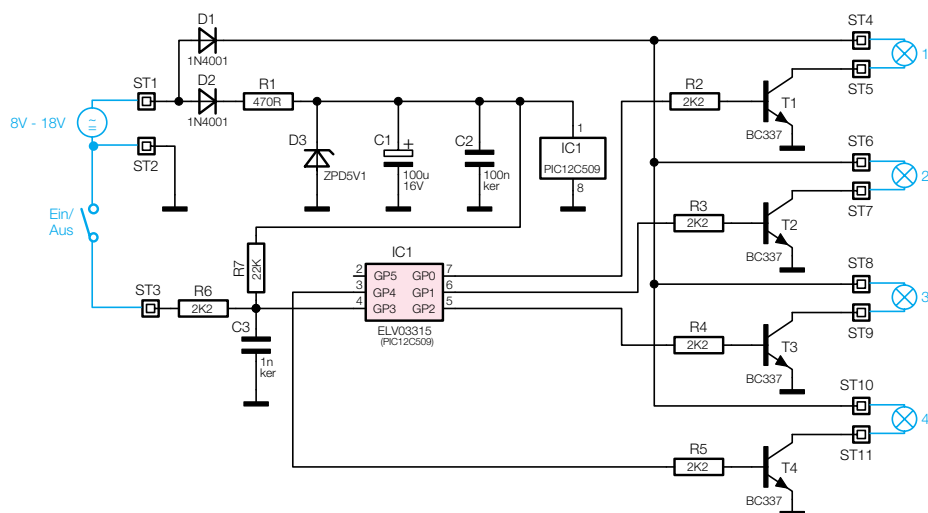 D1
1N4001
ST4
1
ST5
ST1
D2
1N4001
R1
470R
8V - 18V
ST2
D3
ZPD5V1
C1
+
100u
16V
C2
100n
ker
1
IC1
PIC12C509
8
R2
2K2
T1
BC337
ST6
2
ST7
R3
2K2
T2
BC337
Ein/
Aus
R7
22K
IC1
2
GP5
GP0
7
3
GP4
GP1
6
4
GP3
GP2
5
ELV03315
(PIC12C509)
ST3
R6
2K2
C3
1n
ker
ST8
3
ST9
R4
2K2
T3
BC337
ST10
4
ST11
R5
2K2
T4
BC337